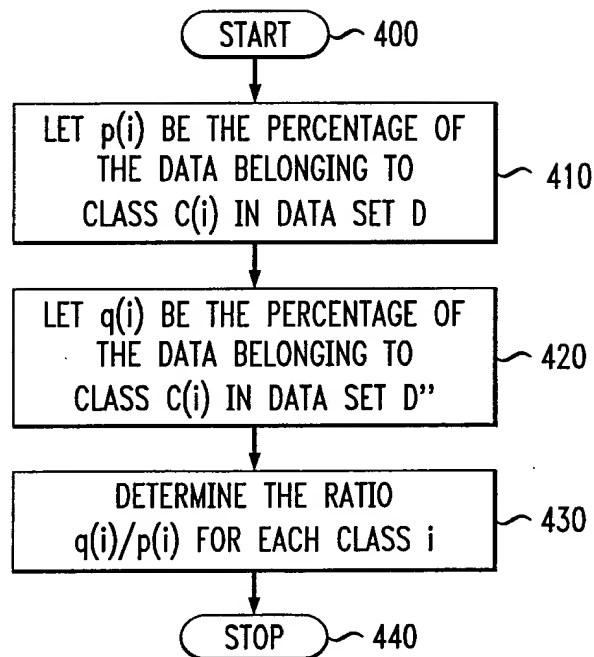 START
400
LET p(i) BE THE PERCENTAGE OF
THE DATA BELONGING TO
CLASS C(i) IN DATA SET D
410
LET q(i) BE THE PERCENTAGE OF
THE DATA BELONGING TO
CLASS C(i) IN DATA SET D”
420
DETERMINE THE RATIO
q(i)/p(i) FOR EACH CLASS i
430
STOP
440